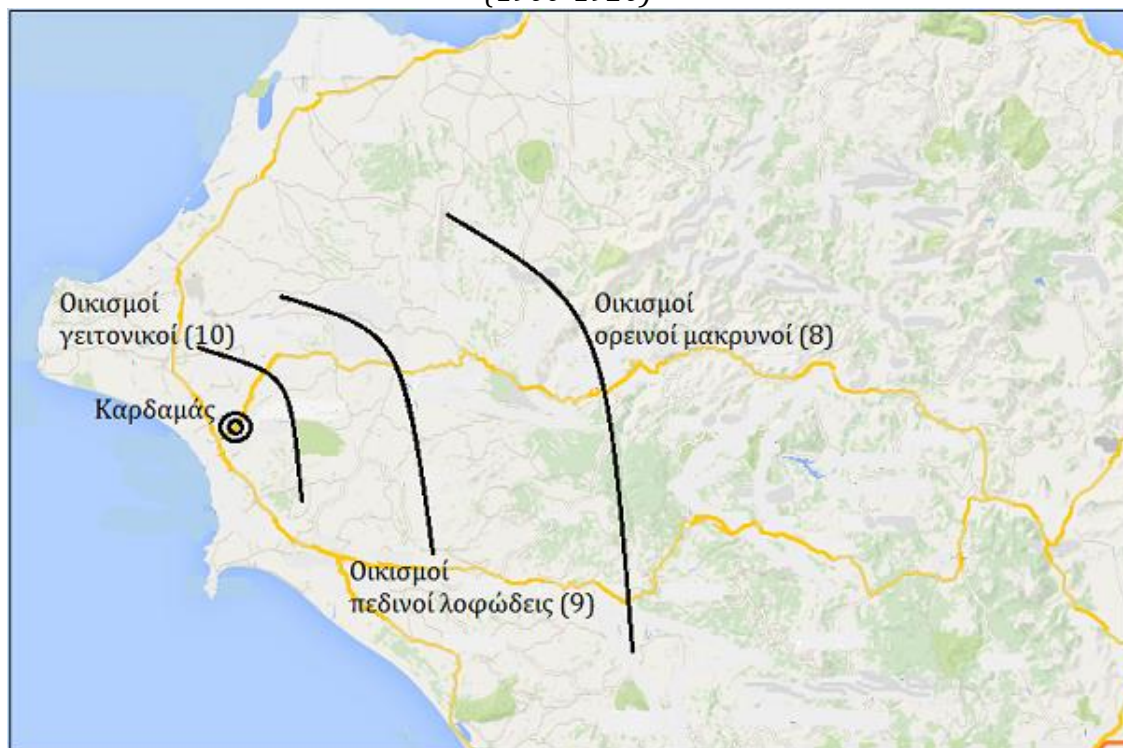 Οικισμοί
γειτονικοί (10)
Οικισμοί
ορεινοί μακρυνοί (8)
Καρδαμάς
Οικισμοί
πεδινοί λοφώδεις (9)